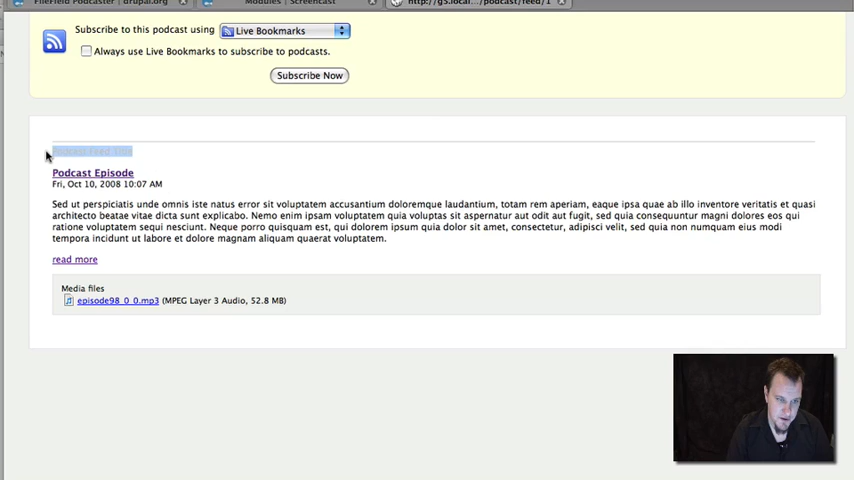 FileField Podcaster | drupal.org
Modules | Screencast
http://g5.local.../podcast/feed/1
Subscribe to this podcast using
Live Bookmarks
Always use Live Bookmarks to subscribe to podcasts.
Subscribe Now
Podcast Feed Title
Podcast Episode
Fri, Oct 10, 2008 10:07 AM
Sed ut perspiciatis unde omnis iste natus error sit voluptatem accusantium doloremque laudantium, totam rem aperiam, eaque ipsa quae ab illo inventore veritatis et quasi
architecto beatae vitae dicta sunt explicabo. Nemo enim ipsam voluptatem quia voluptas sit aspernatur aut odit aut fugit, sed quia consequuntur magni dolores eos qui
ratione voluptatem sequi nesciunt. Neque porro quisquam est, qui dolorem ipsum quia dolor sit amet, consectetur, adipisci velit, sed quia non numquam eius modi
tempora incidunt ut labore et dolore magnam aliquam quaerat voluptatem.
read more
Media files
episode98_0_0.mp3 (MPEG Layer 3 Audio, 52.8 MB)